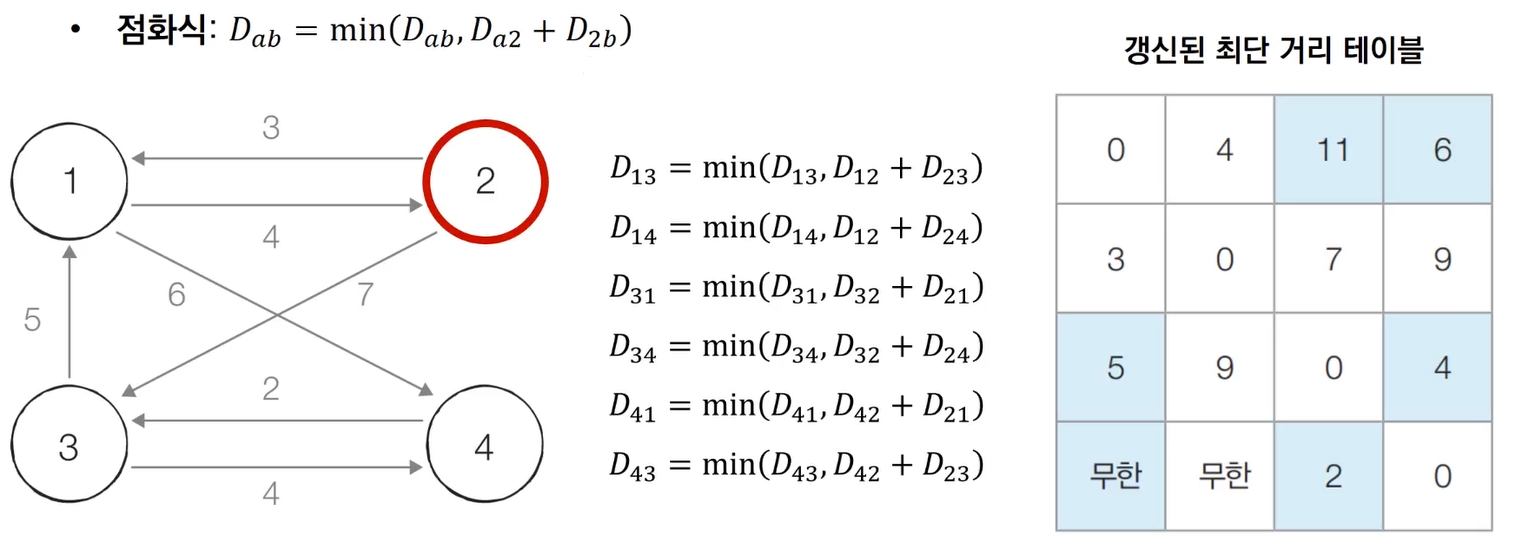 • 점화식: D_ab = min(D_ab, D_a2 + D_2b)
갱신된 최단 거리 테이블
3
1
2
4
6
7
5
2
3
4
4
D_13 = min(D_13, D_12 + D_23)
D_14 = min(D_14, D_12 + D_24)
D_31 = min(D_31, D_32 + D_21)
D_34 = min(D_34, D_32 + D_24)
D_41 = min(D_41, D_42 + D_21)
D_43 = min(D_43, D_42 + D_23)
0 4 11 6
3 0 7 9
5 9 0 4
무한 무한 2 0